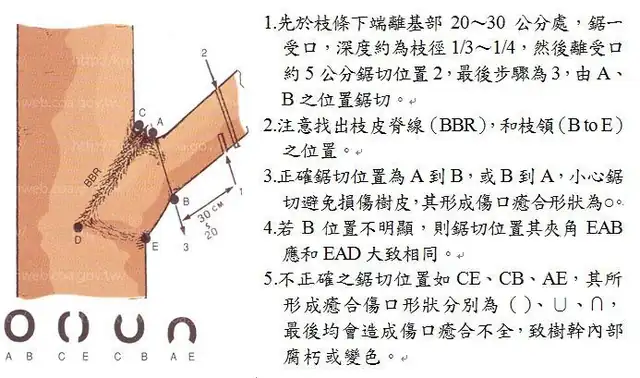 1.先於枝條下端離基部 20～30 公分處，鋸一
受口，深度約為枝徑 1/3～1/4，然後離受口
約 5 公分鋸切位置 2，最後步驟為 3，由 A、
B 之位置鋸切。
2.注意找出枝皮脊線（BBR），和枝領（B to E）
之位置。
3.正確鋸切位置為 A 到 B，或 B 到 A，小心鋸
切避免損傷樹皮，其形成傷口癒合形狀為○。
4.若 B 位置不明顯，則鋸切位置其夾角 EAB
應和 EAD 大致相同。
5.不正確之鋸切位置如 CE、CB、AE，其所
形成癒合傷口形狀分別為（ ）、∪、∩，
最後均會造成傷口癒合不全，致樹幹內部
腐朽或變色。
2
C
A
BBR
B
30
CM
20
1
D
E
3
A B
C E
C B
A E
web.coa.gov.tw